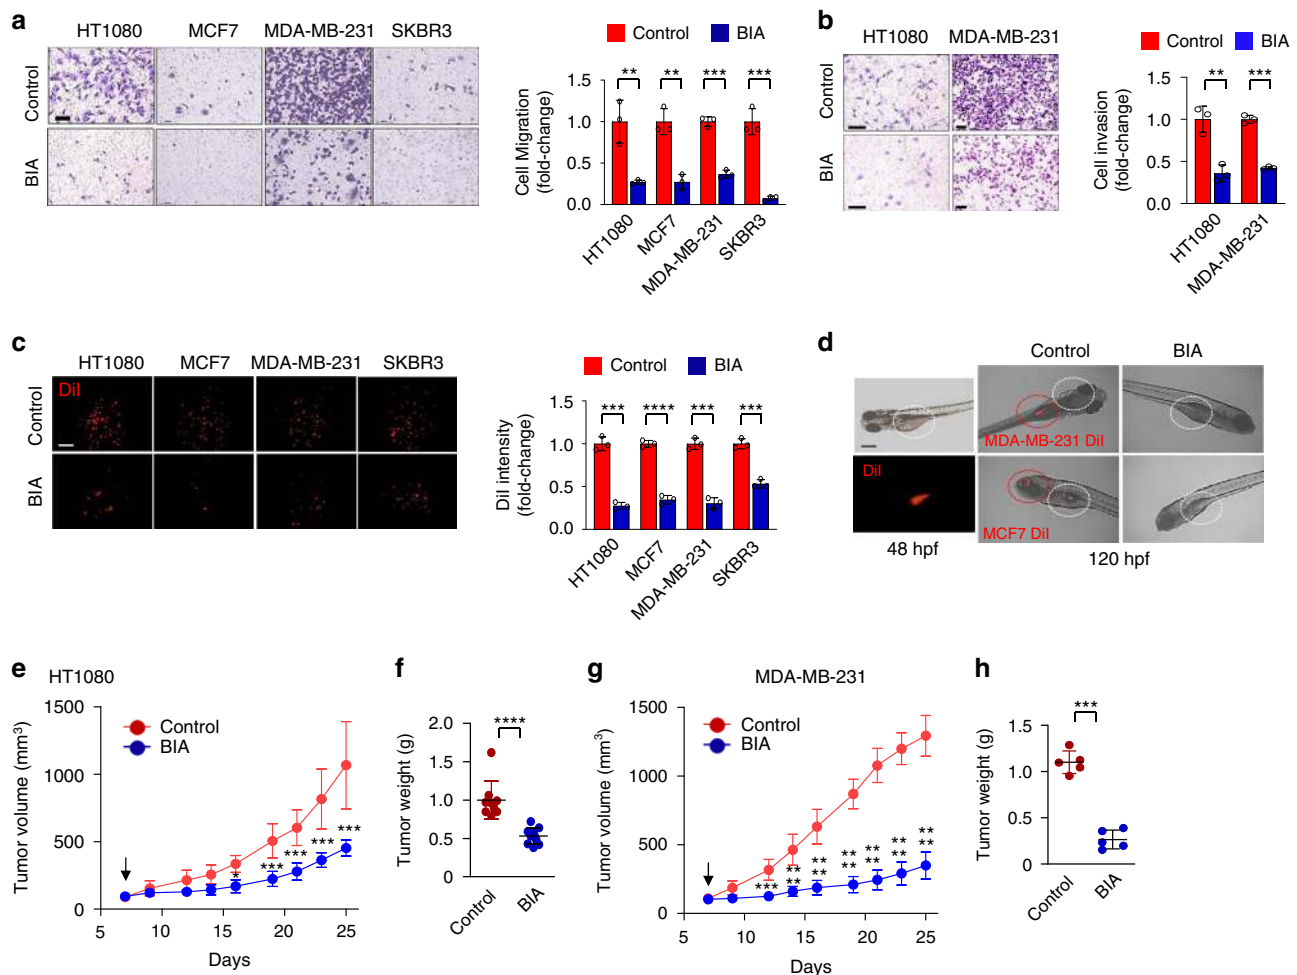 a
HT1080 MCF7 MDA-MB-231 SKBR3
Control
BIA
Control BIA
Cell Migration
(fold-change)
1.5
1.0
0.5
0.0
** ** *** ***
HT1080
MCF7
MDA-MB-231
SKBR3
b
HT1080 MDA-MB-231
Control
BIA
Control BIA
Cell invasion
(fold-change)
1.5
1.0
0.5
0.0
** ***
HT1080
MDA-MB-231
c
HT1080 MCF7 MDA-MB-231 SKBR3
DiI
Control
BIA
Control BIA
DiI intensity
(fold-change)
1.5
1.0
0.5
0.0
*** **** *** ***
HT1080
MCF7
MDA-MB-231
SKBR3
d
Control BIA
MDA-MB-231 DiI
DiI
MCF7 DiI
48 hpf
120 hpf
e
HT1080
Tumor volume (mm³)
1500
1000
500
0
Control
BIA
* *** *** *** ***
5 10 15 20 25
Days
f
Tumor weight (g)
2.0
1.5
1.0
0.5
0
****
Control
BIA
g
MDA-MB-231
Tumor volume (mm³)
1500
1000
500
0
Control
BIA
*** ** ** ** ** ** **
** ** ** ** ** **
5 10 15 20 25
Days
h
Tumor weight (g)
1.5
1.0
0.5
0
***
Control
BIA